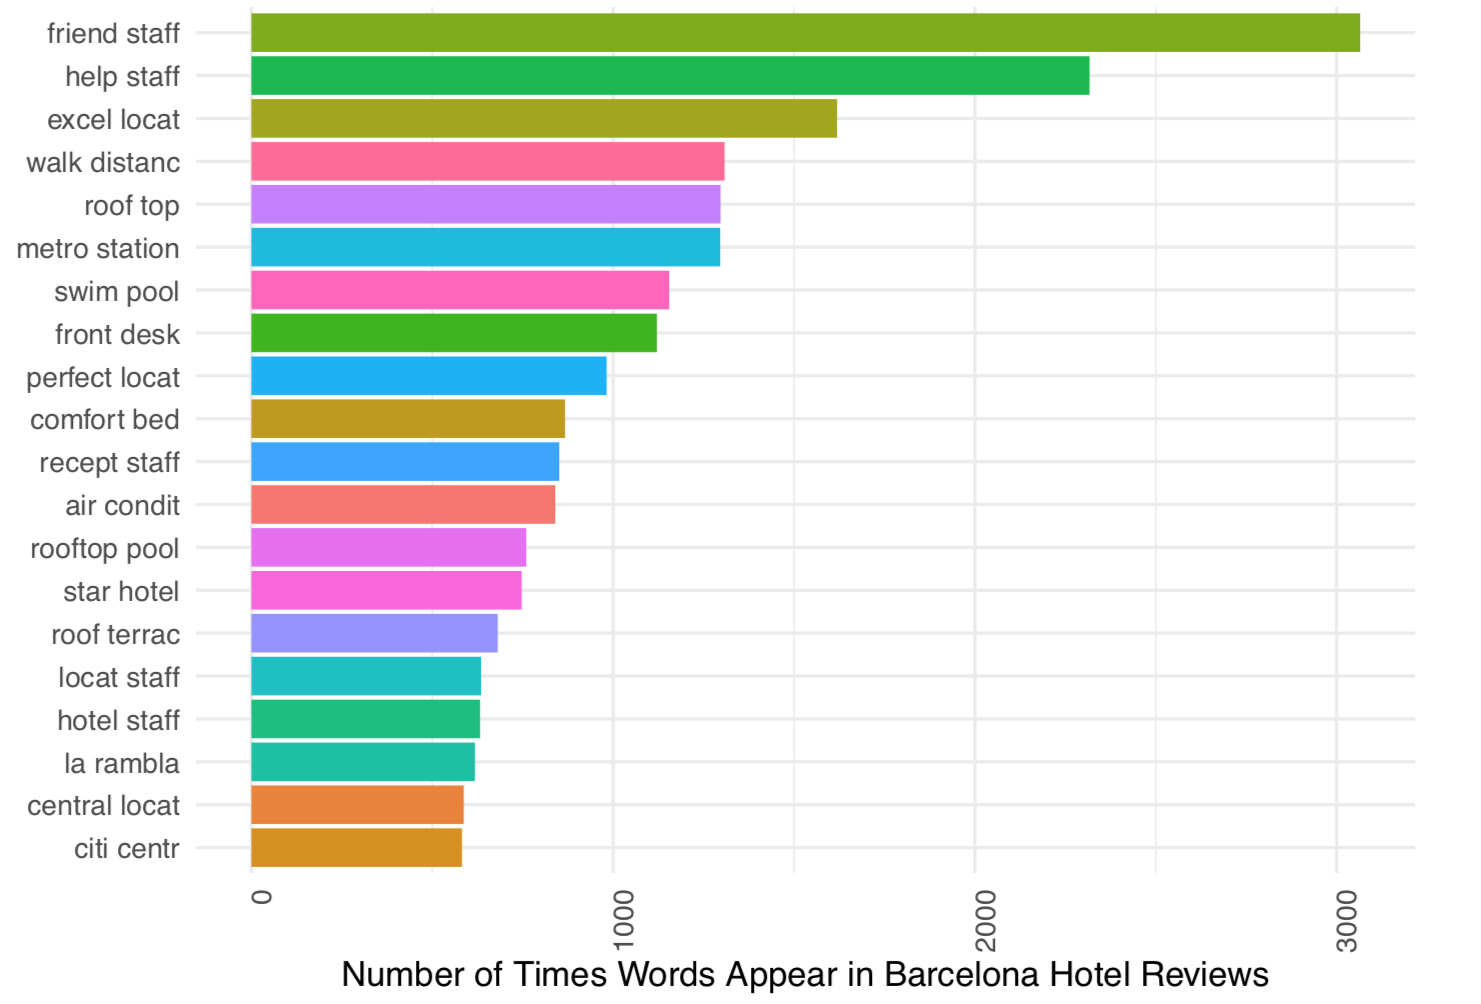 friend staff
help staff
excel locat
walk distanc
roof top
metro station
swim pool
front desk
perfect locat
comfort bed
recept staff
air condit
rooftop pool
star hotel
roof terrac
locat staff
hotel staff
la rambla
central locat
citi centr
0
1000
2000
3000
Number of Times Words Appear in Barcelona Hotel Reviews